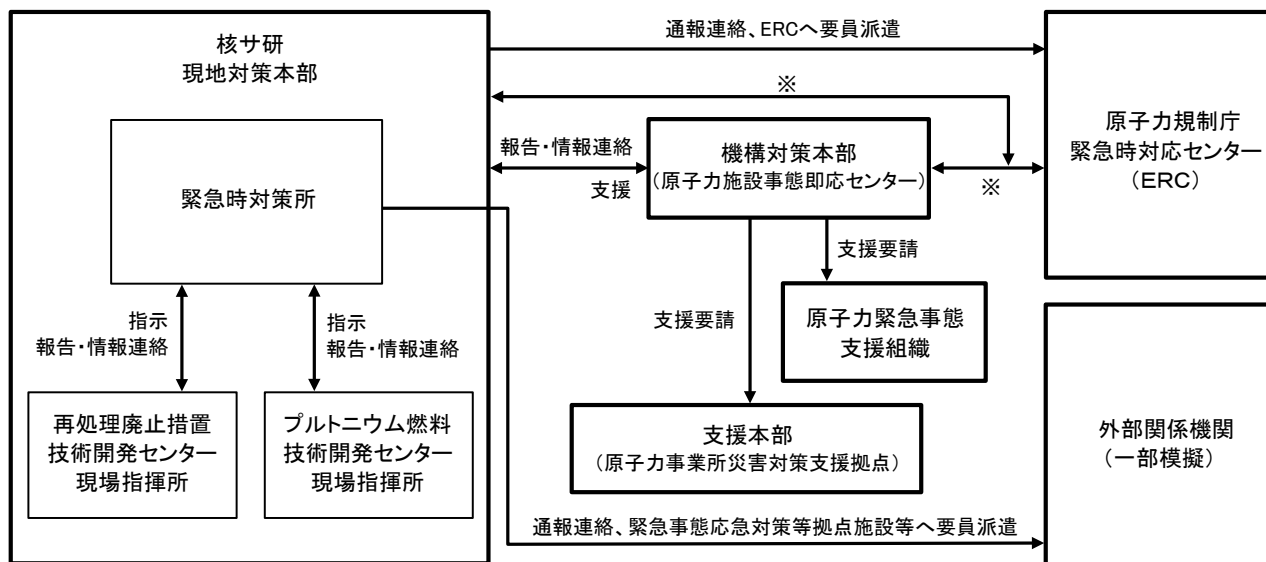 核サ研
現地対策本部
緊急時対策所
指示
報告・情報連絡
指示
報告・情報連絡
再処理廃止措置
技術開発センター
現場指揮所
プルトニウム燃料
技術開発センター
現場指揮所
通報連絡、ERCへ要員派遣
※
報告・情報連絡
支援
機構対策本部
(原子力施設事態即応センター)
※
支援要請
支援要請
原子力緊急事態
支援組織
支援本部
(原子力事業所災害対策支援拠点)
通報連絡、緊急事態応急対策等拠点施設等へ要員派遣
原子力規制庁
緊急時対応センター
(ERC)
外部関係機関
(一部模擬)